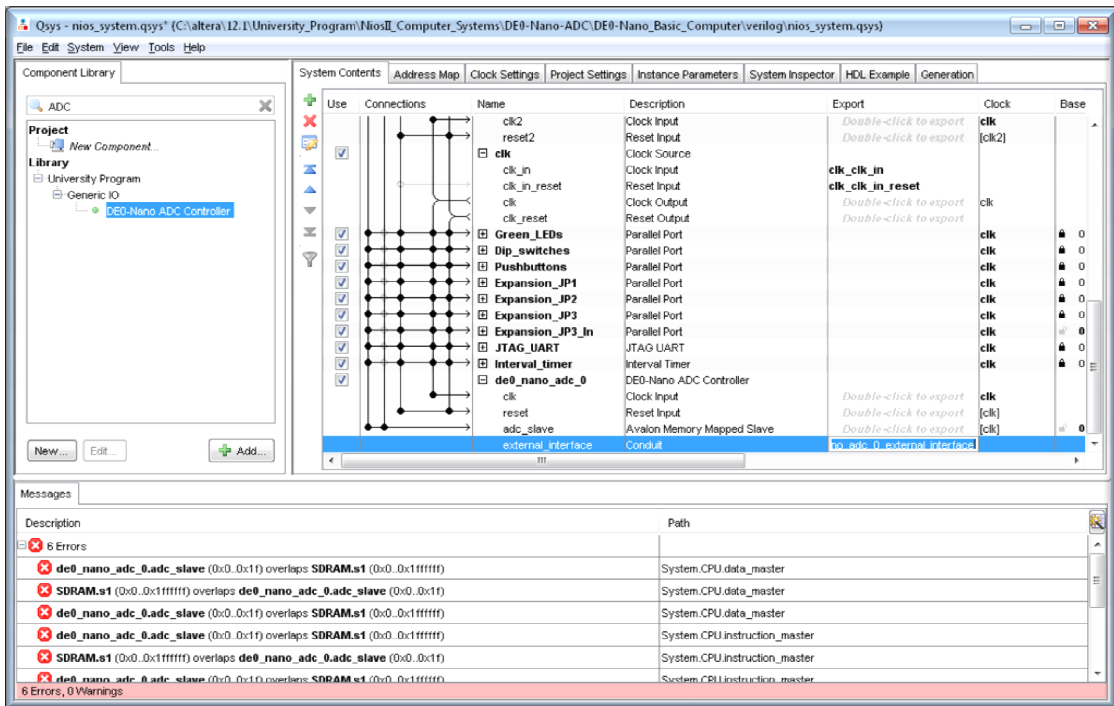 Qsys - nios_system.qsys* (C:\altera\12.1\University_Program\NiosII_Computer_Systems\DE0-Nano-ADC\DE0-Nano_Basic_Computer\verilog\nios_system.qsys)
File Edit System View Tools Help
Component Library
ADC
Project
New Component...
Library
University Program
Generic IO
DE0-Nano ADC Controller
New... Edit... Add...
System Contents Address Map Clock Settings Project Settings Instance Parameters System Inspector HDL Example Generation
Use Connections Name Description Export Clock Base
clk2 Clock Input Double-click to export clk
reset2 Reset Input Double-click to export [clk2]
clk Clock Source
clk_in Clock Input clk_clk_in
clk_in_reset Reset Input clk_clk_in_reset
clk Clock Output Double-click to export clk
clk_reset Reset Output Double-click to export
Green_LEDs Parallel Port clk 0
Dip_switches Parallel Port clk 0
Pushbuttons Parallel Port clk 0
Expansion_JP1 Parallel Port clk 0
Expansion_JP2 Parallel Port clk 0
Expansion_JP3 Parallel Port clk 0
Expansion_JP3_In Parallel Port clk 0
JTAG_UART JTAG UART clk 0
Interval_timer Interval Timer clk 0
de0_nano_adc_0 DE0-Nano ADC Controller
clk Clock Input Double-click to export clk
reset Reset Input Double-click to export [clk]
adc_slave Avalon Memory Mapped Slave Double-click to export [clk] 0
external_interface Conduit no_adc_0_external_interface
Messages
Description Path
6 Errors
de0_nano_adc_0.adc_slave (0x0..0x1f) overlaps SDRAM.s1 (0x0..0x1ffffff) System.CPU.data_master
SDRAM.s1 (0x0..0x1ffffff) overlaps de0_nano_adc_0.adc_slave (0x0..0x1f) System.CPU.data_master
de0_nano_adc_0.adc_slave (0x0..0x1f) overlaps SDRAM.s1 (0x0..0x1ffffff) System.CPU.data_master
de0_nano_adc_0.adc_slave (0x0..0x1f) overlaps SDRAM.s1 (0x0..0x1ffffff) System.CPU.instruction_master
SDRAM.s1 (0x0..0x1ffffff) overlaps de0_nano_adc_0.adc_slave (0x0..0x1f) System.CPU.instruction_master
de0_nano_adc_0.adc_slave (0x0..0x1f) overlaps SDRAM.s1 (0x0..0x1ffffff) System.CPU.instruction_master
6 Errors, 0 Warnings